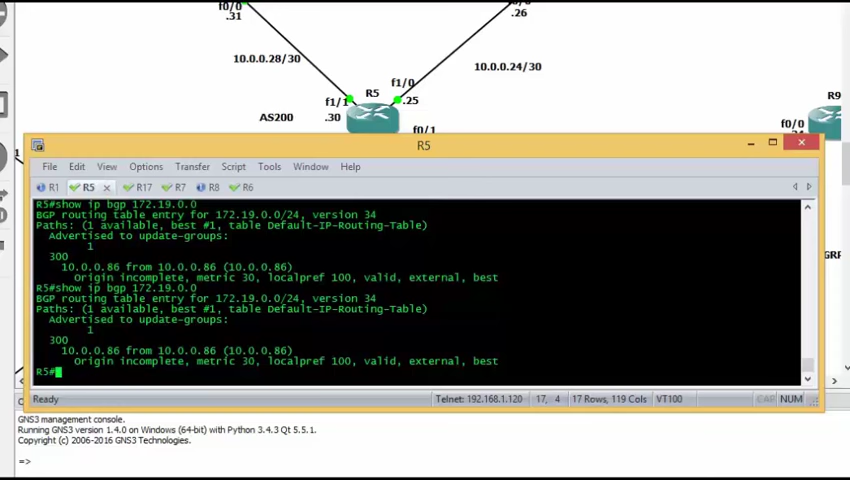 f0/0
.31
.26
10.0.0.28/30
10.0.0.24/30
f1/0
R5
f1/1
.25
R9
AS200
.30
f0/1
f0/0
R5
File Edit View Options Transfer Script Tools Window Help
R1 R5 R17 R7 R8 R6
R5#show ip bgp 172.19.0.0
BGP routing table entry for 172.19.0.0/24, version 34
Paths: (1 available, best #1, table Default-IP-Routing-Table)
Advertised to update-groups:
1
300
10.0.0.86 from 10.0.0.86 (10.0.0.86)
Origin incomplete, metric 30, localpref 100, valid, external, best
R5#show ip bgp 172.19.0.0
BGP routing table entry for 172.19.0.0/24, version 34
Paths: (1 available, best #1, table Default-IP-Routing-Table)
Advertised to update-groups:
1
300
10.0.0.86 from 10.0.0.86 (10.0.0.86)
Origin incomplete, metric 30, localpref 100, valid, external, best
R5#
Ready Telnet: 192.168.1.120 17, 4 17 Rows, 119 Cols VT100 CAP NUM
GNS3 management console.
Running GNS3 version 1.4.0 on Windows (64-bit) with Python 3.4.3 Qt 5.5.1.
Copyright (c) 2006-2016 GNS3 Technologies.
=>